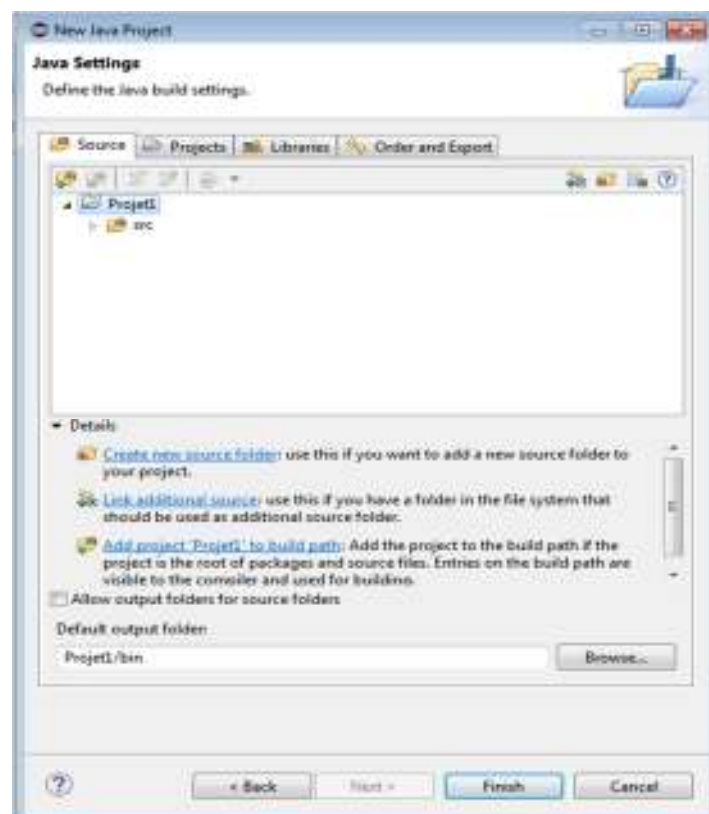 New Java Project
Java Settings
Define the Java build settings.
Source Projects Libraries Order and Export
Projet1
src
Details
Create new source folder: use this if you want to add a new source folder to
your project.
Link additional source: use this if you have a folder in the file system that
should be used as additional source folder.
Add project 'Projet1' to build path: Add the project to the build path if the
project is the root of packages and source files. Entries on the build path are
visible to the compiler and used for building.
Allow output folders for source folders
Default output folder:
Projet1/bin
Browse...
< Back
Next >
Finish
Cancel